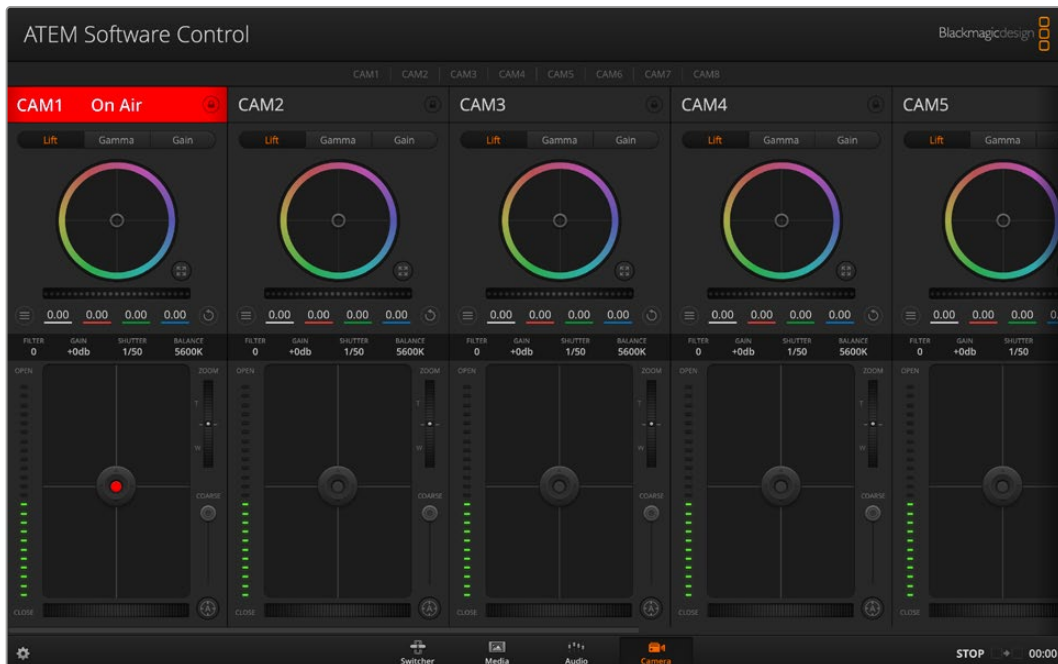 ATEM Software Control
Blackmagicdesign
CAM1 CAM2 CAM3 CAM4 CAM5 CAM6 CAM7 CAM8
CAM1 On Air CAM2 CAM3 CAM4 CAM5
Lift Gamma Gain Lift Gamma Gain Lift Gamma Gain Lift Gamma Gain Lift Gamma
0.00 0.00 0.00 0.00 0.00 0.00 0.00 0.00 0.00 0.00 0.00 0.00 0.00 0.00 0.00 0.00 0.00 0.00 0.00
FILTER GAIN SHUTTER BALANCE FILTER GAIN SHUTTER BALANCE FILTER GAIN SHUTTER BALANCE FILTER GAIN SHUTTER BALANCE FILTER GAIN SHUTTER
0 +0db 1/50 5600K 0 +0db 1/50 5600K 0 +0db 1/50 5600K 0 +0db 1/50 5600K 0 +0db 1/50
OPEN ZOOM OPEN ZOOM OPEN ZOOM OPEN ZOOM OPEN
T T T T
W W W W
COARSE COARSE COARSE COARSE
CLOSE A CLOSE A CLOSE A CLOSE A CLOSE
Switcher Media Audio Camera
STOP 00:00